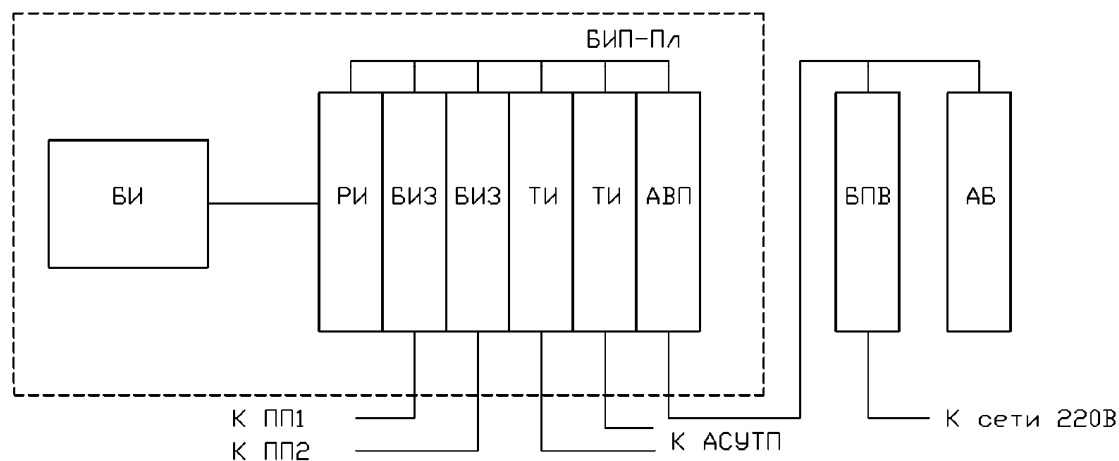 БИП-Пл
БИ
РИ
БИЗ
БИЗ
ТИ
ТИ
АВП
БПВ
АБ
К ПП1
К сети 220В
К ПП2
К АСУТП